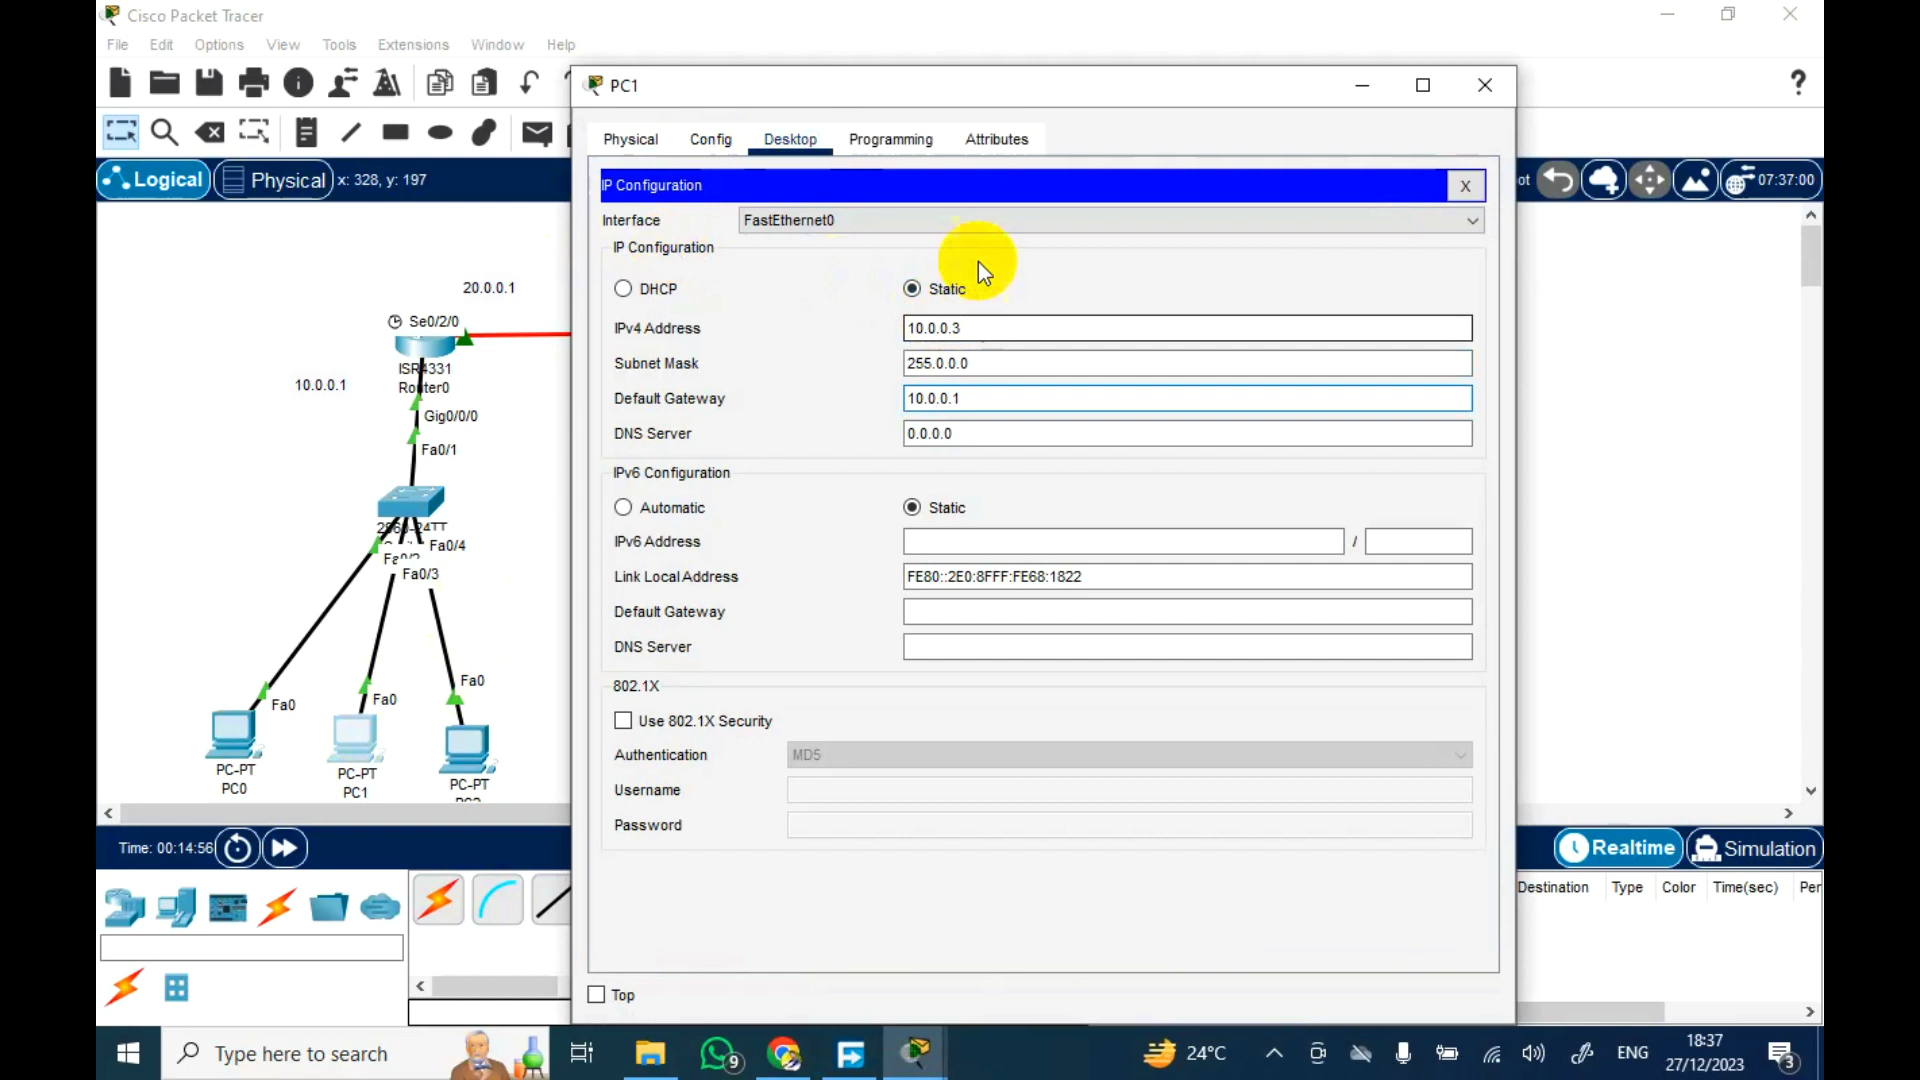 Cisco Packet Tracer
File Edit Options View Tools Extensions Window Help
PC1
Physical Config Desktop Programming Attributes
Logical Physical x: 328, y: 197
ot 07:37:00
IP Configuration X
Interface FastEthernet0
IP Configuration
DHCP Static
IPv4 Address 10.0.0.3
Subnet Mask 255.0.0.0
Default Gateway 10.0.0.1
DNS Server 0.0.0.0
IPv6 Configuration
Automatic Static
IPv6 Address /
Link Local Address FE80::2E0:8FFF:FE68:1822
Default Gateway
DNS Server
802.1X
Use 802.1X Security
Authentication MD5
Username
Password
Top
20.0.0.1
Se0/2/0
ISR4331
Router0
10.0.0.1
Gig0/0/0
Fa0/1
Fa0/4
Fa0/3
Fa0
Fa0
Fa0
PC-PT
PC0
PC-PT
PC1
PC-PT
Time: 00:14:56
Realtime Simulation
Destination Type Color Time(sec) Per
Type here to search
9
24°C
ENG
18:37
27/12/2023
3